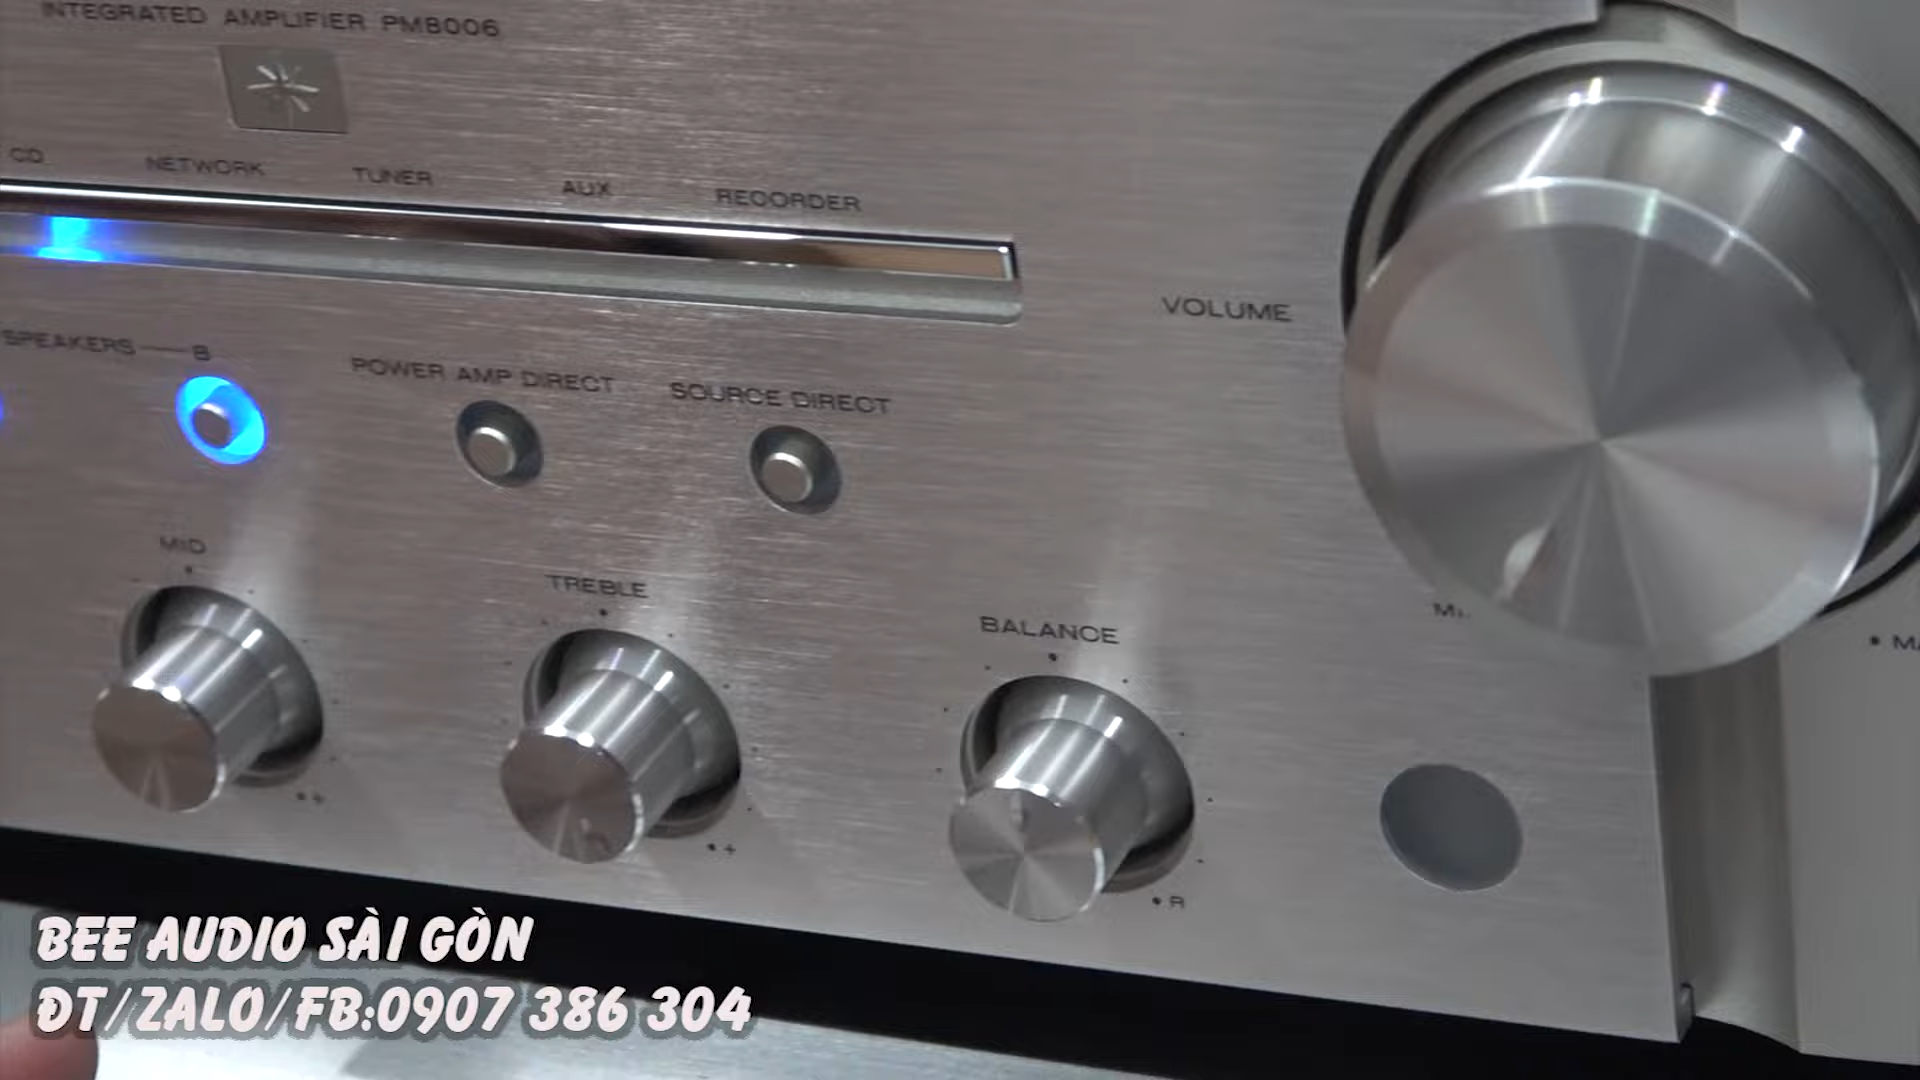 INTEGRATED AMPLIFIER PM8006
CD NETWORK TUNER AUX RECORDER
VOLUME
SPEAKERS B
POWER AMP DIRECT SOURCE DIRECT
MID
TREBLE
BALANCE
+
+
R
BEE AUDIO SÀI GÒN
ĐT/ZALO/FB:0907 386 304